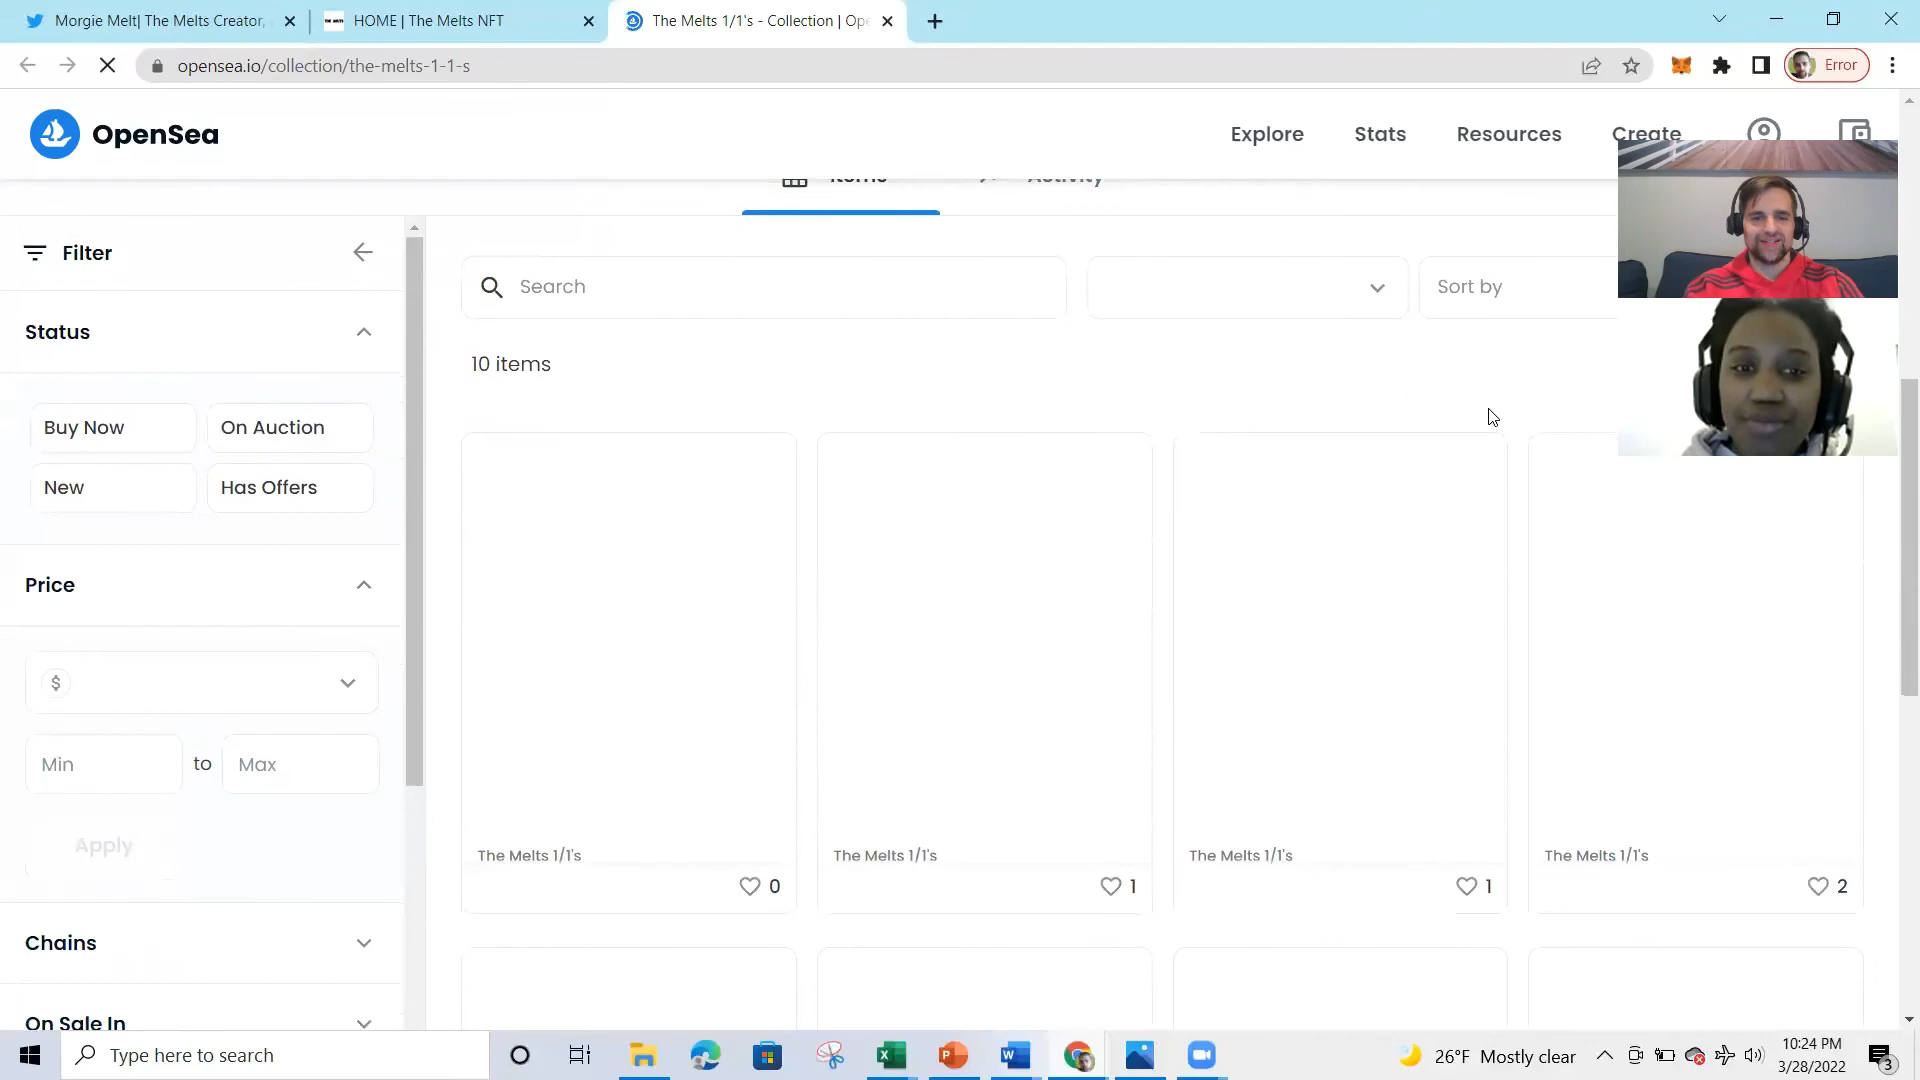 Morgie Melt| The Melts Creator,
HOME | The Melts NFT
The Melts 1/1's - Collection | Ope
opensea.io/collection/the-melts-1-1-s
Error
OpenSea
Explore
Stats
Resources
Create
Items
Activity
Filter
Search
Sort by
Status
10 items
Buy Now
On Auction
New
Has Offers
Price
$
Min
to
Max
Apply
The Melts 1/1's
The Melts 1/1's
The Melts 1/1's
The Melts 1/1's
0
1
1
2
Chains
On Sale In
Type here to search
26°F Mostly clear
10:24 PM
3/28/2022
3